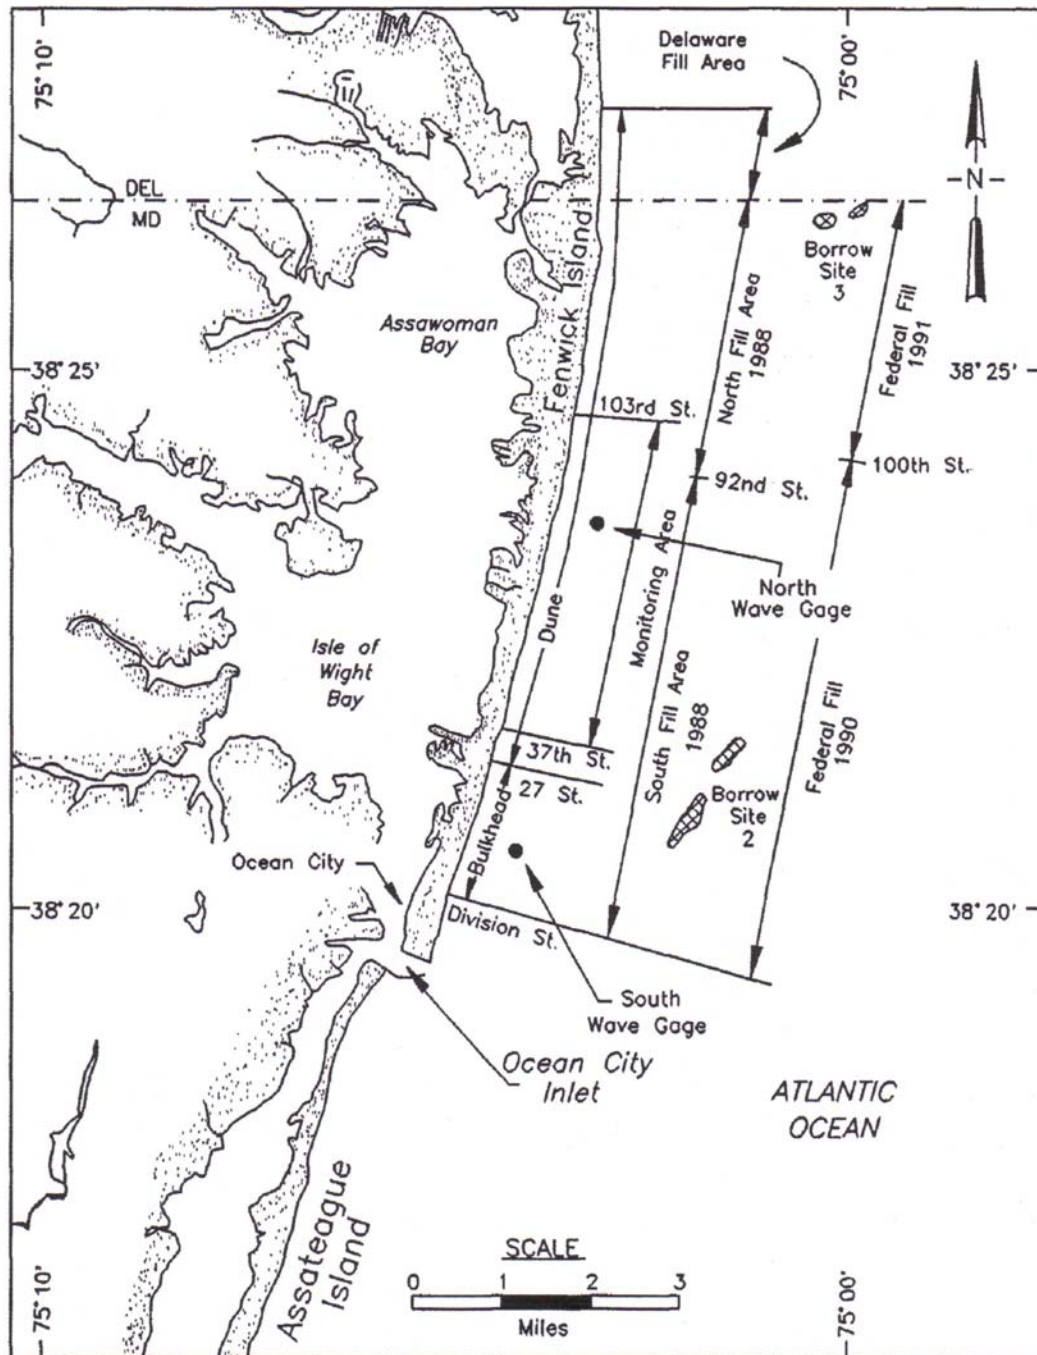 75°10'
Delaware
Fill Area
75°00'
N
DEL
MD
Fenwick Island
Borrow
Site
3
Assawoman
Bay
North Fill Area
1988
Federal Fill
1991
38°25'
38°25'
103rd St.
100th St.
92nd St.
Monitoring Area
North
Wave Gage
Dune
Isle of
Wight
Bay
South Fill Area
1988
Federal Fill
1990
37th St.
27 St.
Borrow
Site
2
Bulkhead
Ocean City
38°20'
38°20'
Division St.
South
Wave Gage
Ocean City
Inlet
ATLANTIC
OCEAN
Assateague
Island
SCALE
0 1 2 3
Miles
75°10'
75°00'